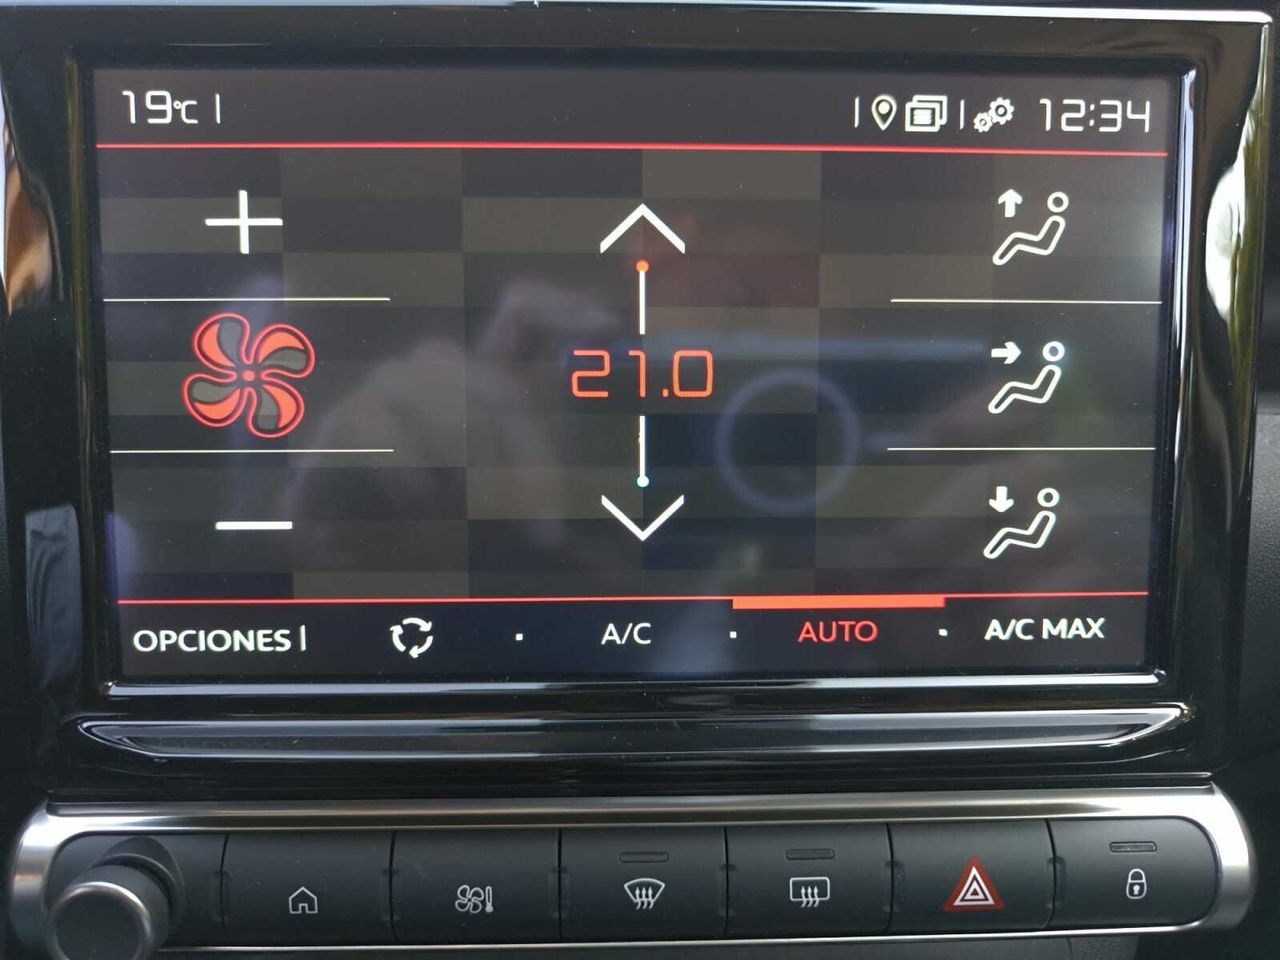 19°C
12:34
21.0
OPCIONES
A/C
AUTO
A/C MAX